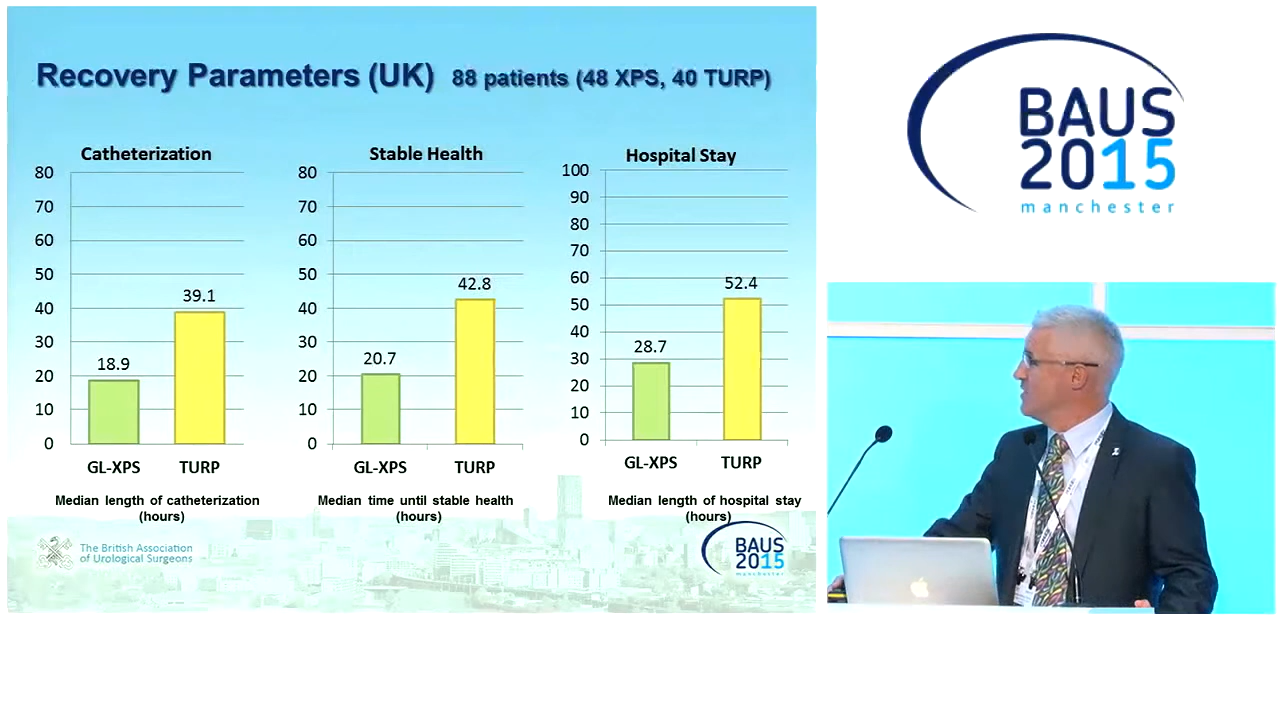 Recovery Parameters (UK) 88 patients (48 XPS, 40 TURP)
Catheterization
80
70
60
50
40
30
20
10
0
18.9
39.1
GL-XPS TURP
Median length of catheterization
(hours)
Stable Health
80
70
60
50
40
30
20
10
0
20.7
42.8
GL-XPS TURP
Median time until stable health
(hours)
Hospital Stay
100
90
80
70
60
50
40
30
20
10
0
28.7
52.4
GL-XPS TURP
Median length of hospital stay
(hours)
The British Association
of Urological Surgeons
BAUS
2015
manchester
BAUS
2015
manchester